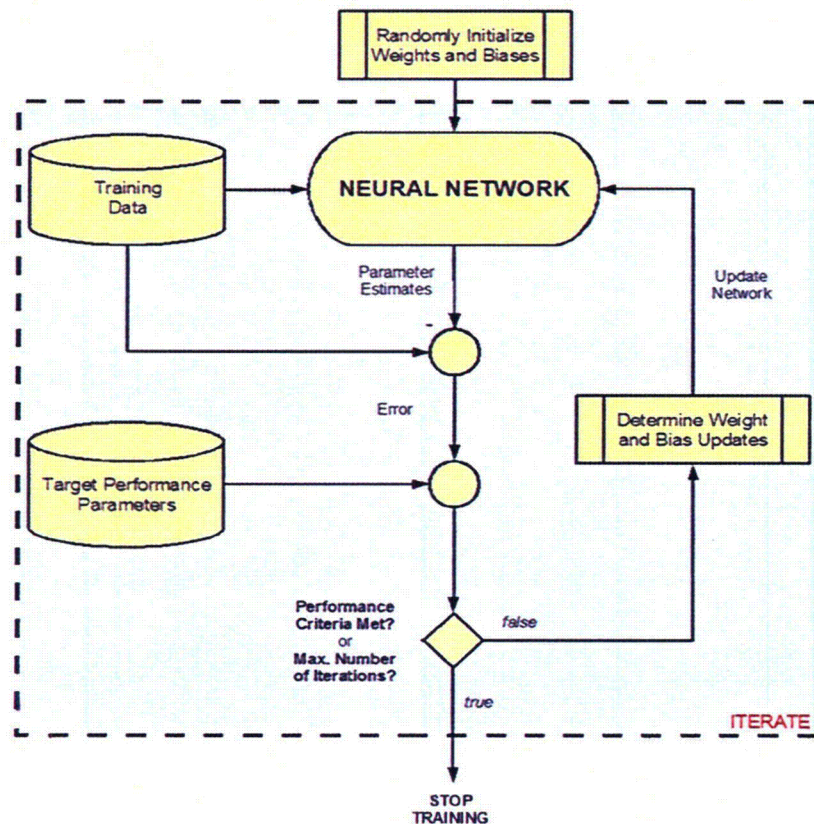 Randomly Initialize
Weights and Biases
Training
Data
NEURAL NETWORK
Parameter
Estimates
Update
Network
-
Error
Determine Weight
and Bias Updates
Target Performance
Parameters
Performance
Criteria Met?
or
Max. Number
of Iterations?
false
true
ITERATE
STOP
TRAINING